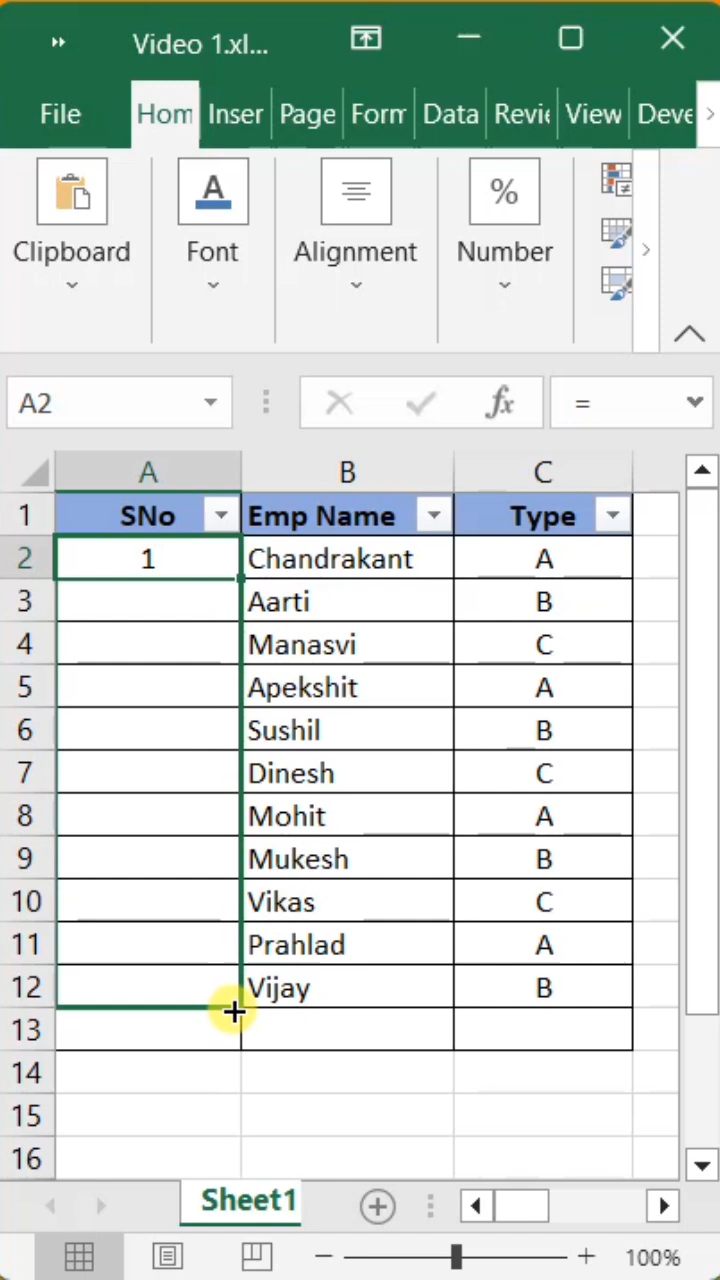 Video 1.xl...
File Hom Inser Page Form Data Revie View Deve
Clipboard Font Alignment Number
A2 fx =
A B C
1 SNo Emp Name Type
2 1 Chandrakant A
3 Aarti B
4 Manasvi C
5 Apekshit A
6 Sushil B
7 Dinesh C
8 Mohit A
9 Mukesh B
10 Vikas C
11 Prahlad A
12 Vijay B
13
14
15
16
Sheet1
100%